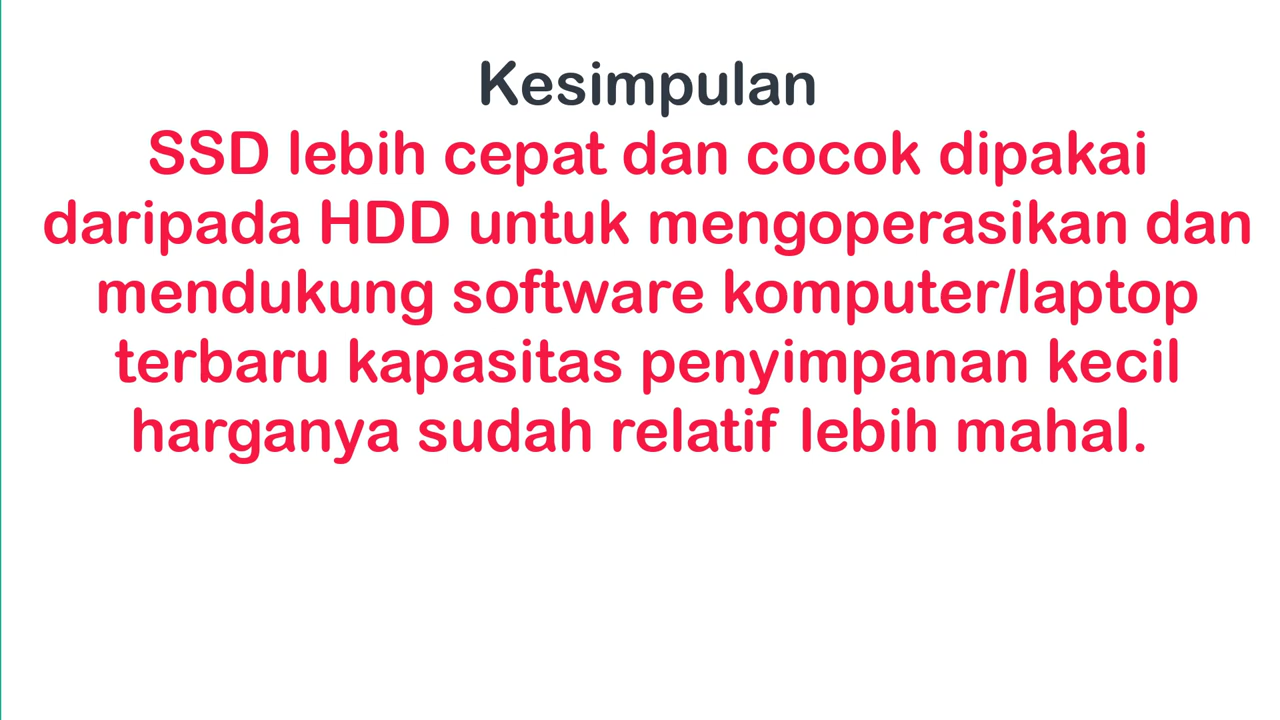 Kesimpulan
SSD lebih cepat dan cocok dipakai
daripada HDD untuk mengoperasikan dan
mendukung software komputer/laptop
terbaru kapasitas penyimpanan kecil
harganya sudah relatif lebih mahal.